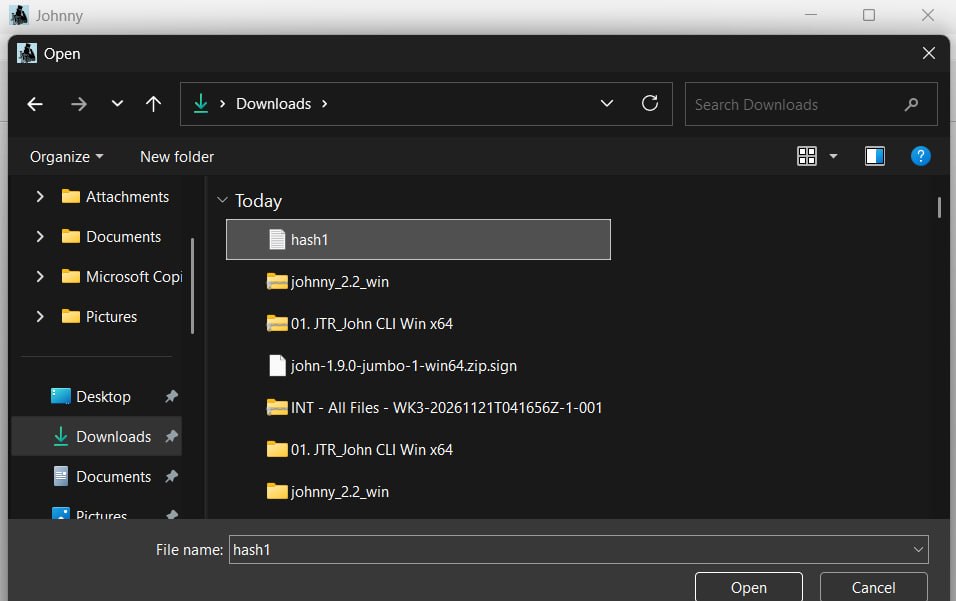 Johnny
Open
Downloads
Search Downloads
Organize
New folder
?
Attachments
Documents
Microsoft Copi
Pictures
Desktop
Downloads
Documents
Pictures
Today
hash1
johnny_2.2_win
01. JTR_John CLI Win x64
john-1.9.0-jumbo-1-win64.zip.sign
INT - All Files - WK3-20261121T041656Z-1-001
01. JTR_John CLI Win x64
johnny_2.2_win
File name: hash1
Open
Cancel